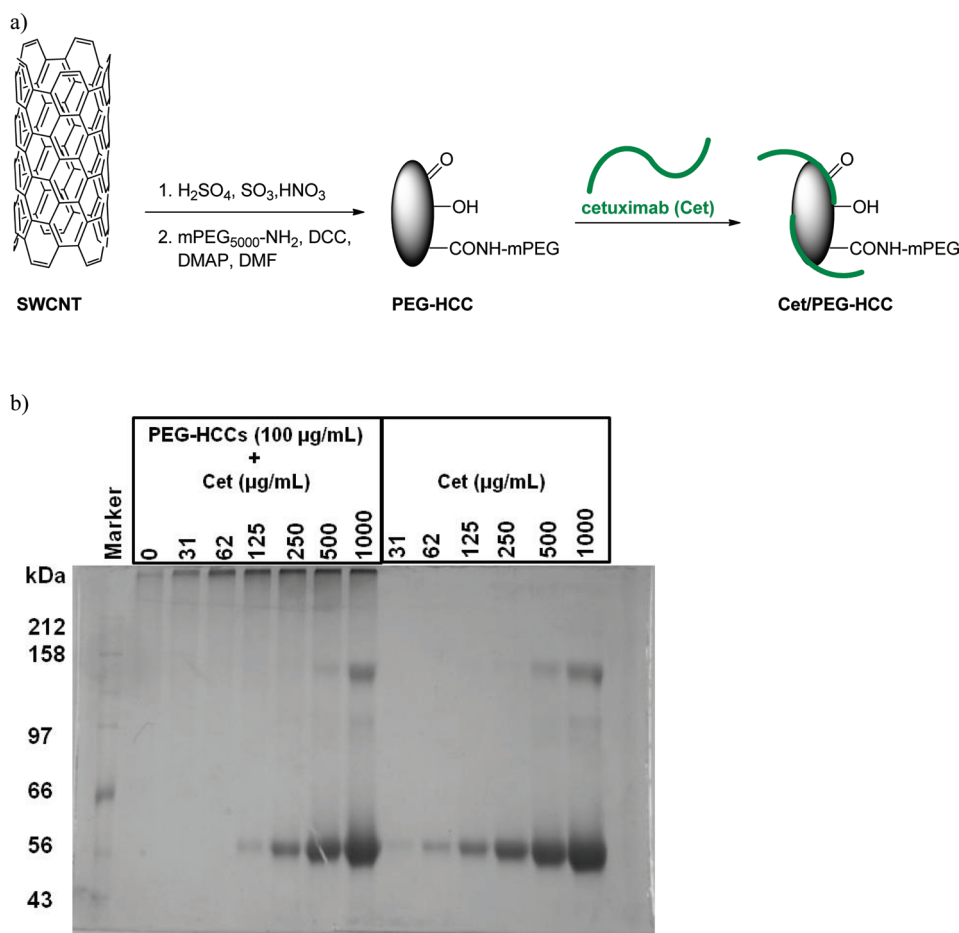 a)
1. H₂SO₄, SO₃,HNO₃
2. mPEG₅₀₀₀-NH₂, DCC,
DMAP, DMF
O
OH
CONH-mPEG
cetuximab (Cet)
O
OH
CONH-mPEG
SWCNT
PEG-HCC
Cet/PEG-HCC
b)
Marker
PEG-HCCs (100 µg/mL)
+
Cet (µg/mL)
0
31
62
125
250
500
1000
Cet (µg/mL)
31
62
125
250
500
1000
kDa
212
158
97
66
56
43